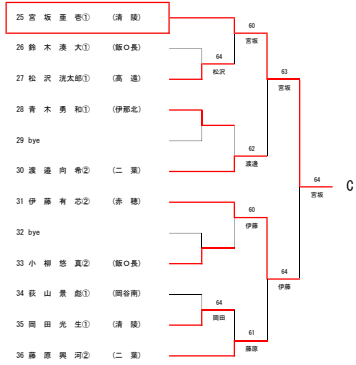 25 宮 坂 亜 壱① (清 陵)
60
宮坂
26 鈴 木 湊 大① (飯O長)
64
松沢
27 松 沢 洸太郎① (高 遠)
63
宮坂
28 青 木 勇 和① (伊那北)
29 bye
62
渡邉
30 渡 邉 向 希② (二 葉)
64
宮坂
C
31 伊 藤 有 芯② (赤 穂)
60
伊藤
32 bye
33 小 柳 悠 真② (飯O長)
64
伊藤
34 荻 山 景 彪① (岡谷南)
64
岡田
35 岡 田 光 生① (清 陵)
61
藤原
36 藤 原 興 河② (二 葉)